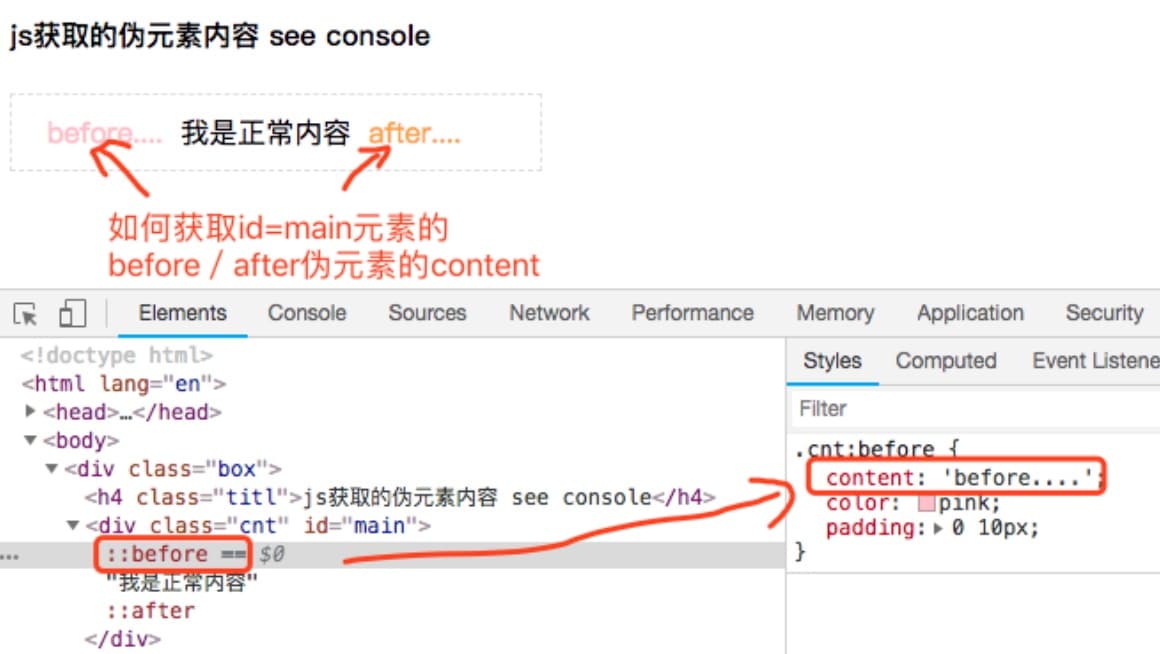 js获取的伪元素内容 see console
before.... 我是正常内容 after....
如何获取id=main元素的
before / after伪元素的content
Elements Console Sources Network Performance Memory Application Security
<!doctype html>
<html lang="en">
<head>…</head>
<body>
<div class="box">
<h4 class="titl">js获取的伪元素内容 see console</h4>
<div class="cnt" id="main">
... ::before == $0
"我是正常内容"
::after
</div>
Styles Computed Event Listene
Filter
.cnt:before {
content: 'before....';
color: pink;
padding: 0 10px;
}